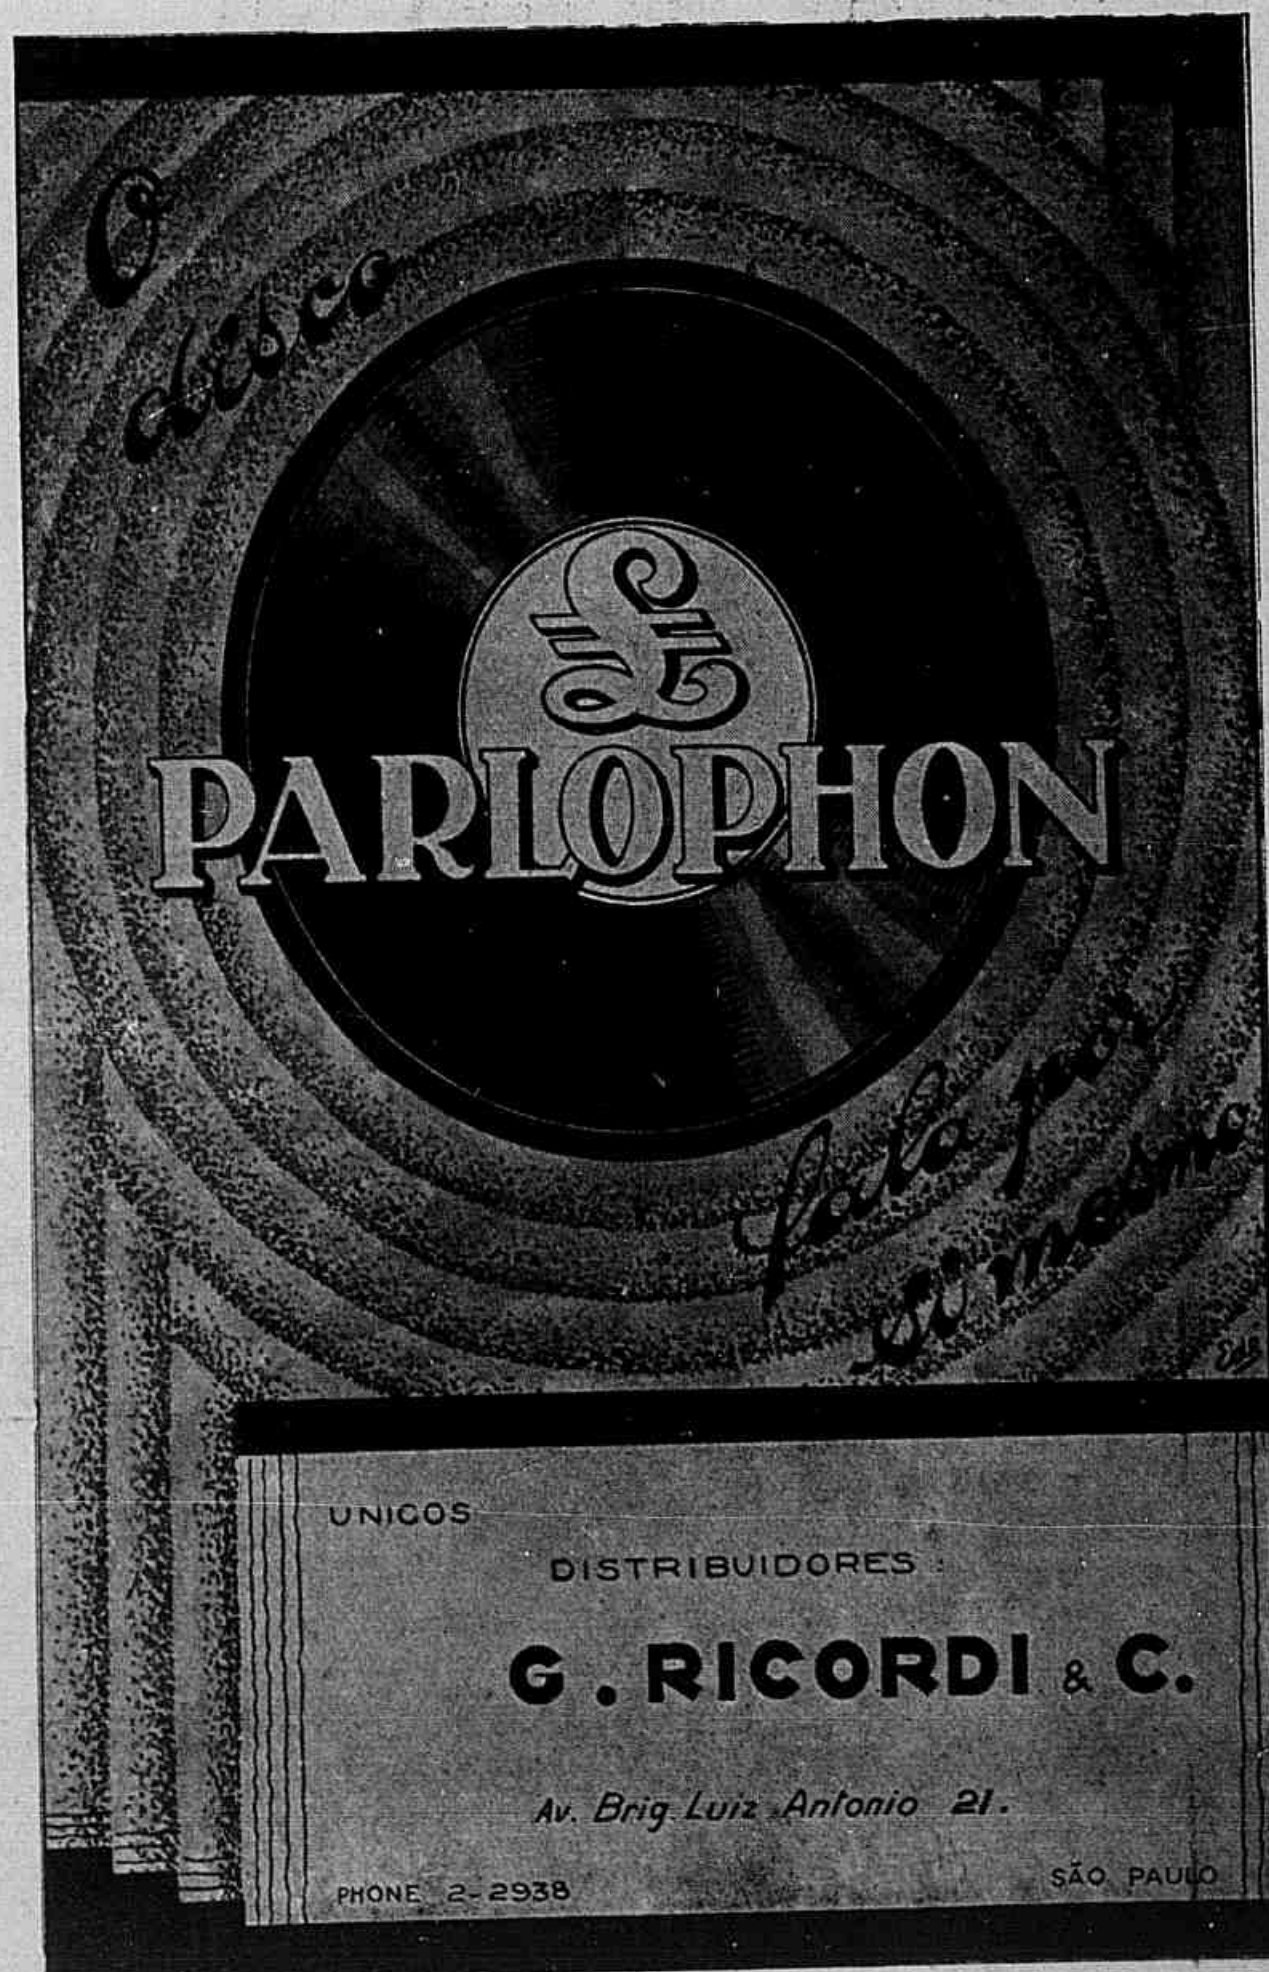 O
disco
PARLOPHON
fala por
si mesmo
UNICOS
DISTRIBUIDORES :
G. RICORDI & C.
Av. Brig. Luiz Antonio 21.
PHONE 2-2938
SÃO PAULO